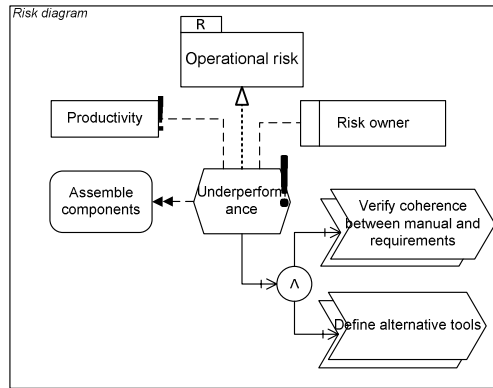 Risk diagram
R
Operational risk
Productivity
Risk owner
Assemble
components
Underperform
ance
Verify coherence
between manual and
requirements
Λ
Define alternative tools